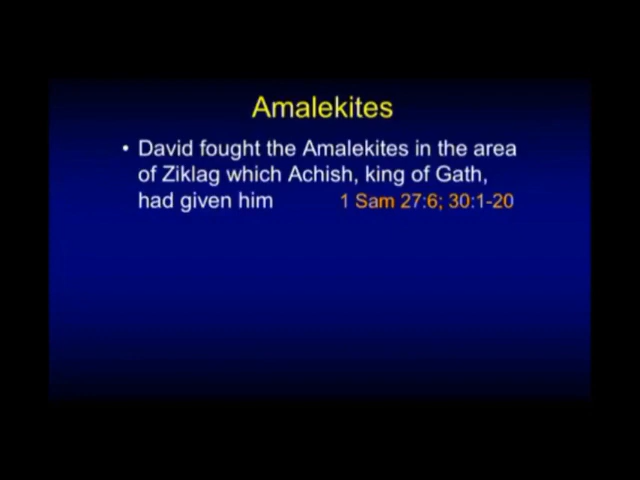 Amalekites
• David fought the Amalekites in the area
of Ziklag which Achish, king of Gath,
had given him 1 Sam 27:6; 30:1-20